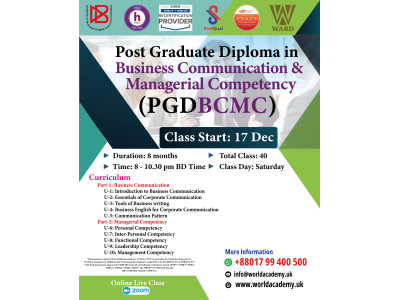 RECERTIFICATION
PROVIDER
WARD
Post Graduate Diploma in
Business Communication &
Managerial Competency
(PGDBCMC)
Class Start: 17 Dec
Duration: 8 months
Total Class: 40
Time: 8 - 10.30 pm BD Time
Class Day: Saturday
Curriculum
Part-1: Business Communication
U-1: Introduction to Business Communication
U-2: Essentials of Corporate Communication
U-3: Tools of Business writing
U-4: Business English for Corporate Communication
U-5: Communication Pattern
Part-2: Managerial Competency
U-6: Personal Competency
U-7: Inter-Personal Competency
U-8: Functional Competency
U-9: Leadership Competency
U-10: Management Competency
More Information
+88017 99 400 500
info@worldacademy.uk
www.worldacademy.uk
Online Live Class
zoom